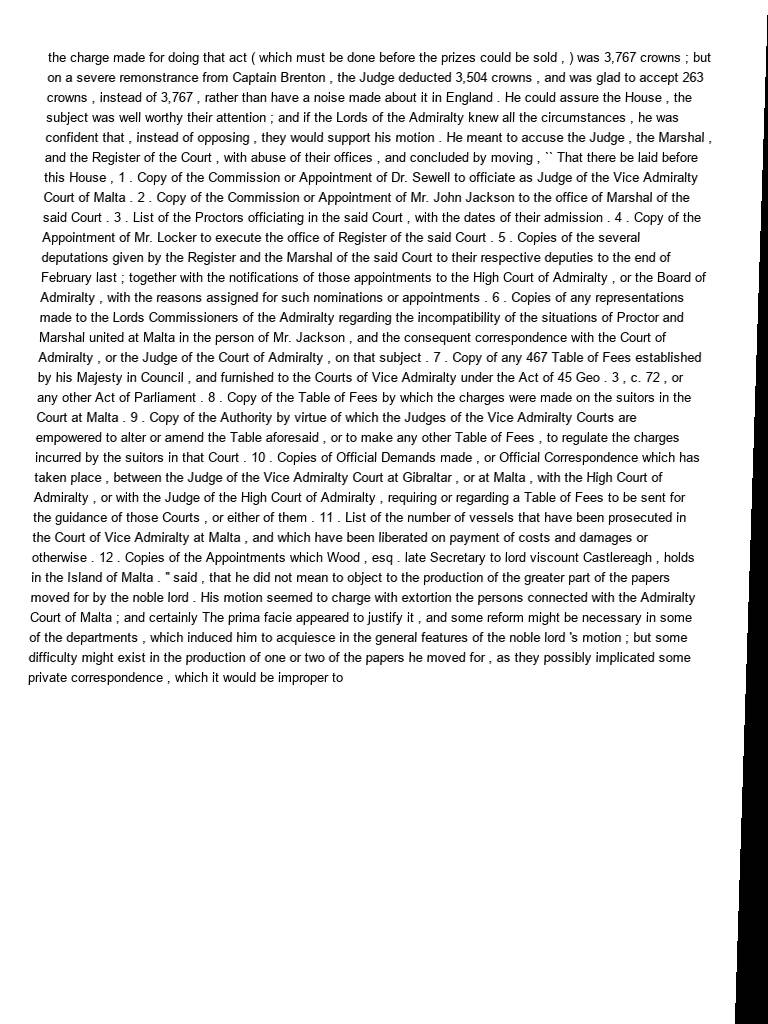 the charge made for doing that act ( which must be done before the prizes could be sold , ) was 3,767 crowns ; but
on a severe remonstrance from Captain Brenton , the Judge deducted 3,504 crowns , and was glad to accept 263
crowns , instead of 3,767 , rather than have a noise made about it in England . He could assure the House , the
subject was well worthy their attention ; and if the Lords of the Admiralty knew all the circumstances , he was
confident that , instead of opposing , they would support his motion . He meant to accuse the Judge , the Marshal ,
and the Register of the Court , with abuse of their offices , and concluded by moving , `` That there be laid before
this House , 1 . Copy of the Commission or Appointment of Dr. Sewell to officiate as Judge of the Vice Admiralty
Court of Malta . 2 . Copy of the Commission or Appointment of Mr. John Jackson to the office of Marshal of the
said Court . 3 . List of the Proctors officiating in the said Court , with the dates of their admission . 4 . Copy of the
Appointment of Mr. Locker to execute the office of Register of the said Court . 5 . Copies of the several
deputations given by the Register and the Marshal of the said Court to their respective deputies to the end of
February last ; together with the notifications of those appointments to the High Court of Admiralty , or the Board of
Admiralty , with the reasons assigned for such nominations or appointments . 6 . Copies of any representations
made to the Lords Commissioners of the Admiralty regarding the incompatibility of the situations of Proctor and
Marshal united at Malta in the person of Mr. Jackson , and the consequent correspondence with the Court of
Admiralty , or the Judge of the Court of Admiralty , on that subject . 7 . Copy of any 467 Table of Fees established
by his Majesty in Council , and furnished to the Courts of Vice Admiralty under the Act of 45 Geo . 3 , c. 72 , or
any other Act of Parliament . 8 . Copy of the Table of Fees by which the charges were made on the suitors in the
Court at Malta . 9 . Copy of the Authority by virtue of which the Judges of the Vice Admiralty Courts are
empowered to alter or amend the Table aforesaid , or to make any other Table of Fees , to regulate the charges
incurred by the suitors in that Court . 10 . Copies of Official Demands made , or Official Correspondence which has
taken place , between the Judge of the Vice Admiralty Court at Gibraltar , or at Malta , with the High Court of
Admiralty , or with the Judge of the High Court of Admiralty , requiring or regarding a Table of Fees to be sent for
the guidance of those Courts , or either of them . 11 . List of the number of vessels that have been prosecuted in
the Court of Vice Admiralty at Malta , and which have been liberated on payment of costs and damages or
otherwise . 12 . Copies of the Appointments which Wood , esq . late Secretary to lord viscount Castlereagh , holds
in the Island of Malta . " said , that he did not mean to object to the production of the greater part of the papers
moved for by the noble lord . His motion seemed to charge with extortion the persons connected with the Admiralty
Court of Malta ; and certainly The prima facie appeared to justify it , and some reform might be necessary in some
of the departments , which induced him to acquiesce in the general features of the noble lord 's motion ; but some
difficulty might exist in the production of one or two of the papers he moved for , as they possibly implicated some
private correspondence , which it would be improper to